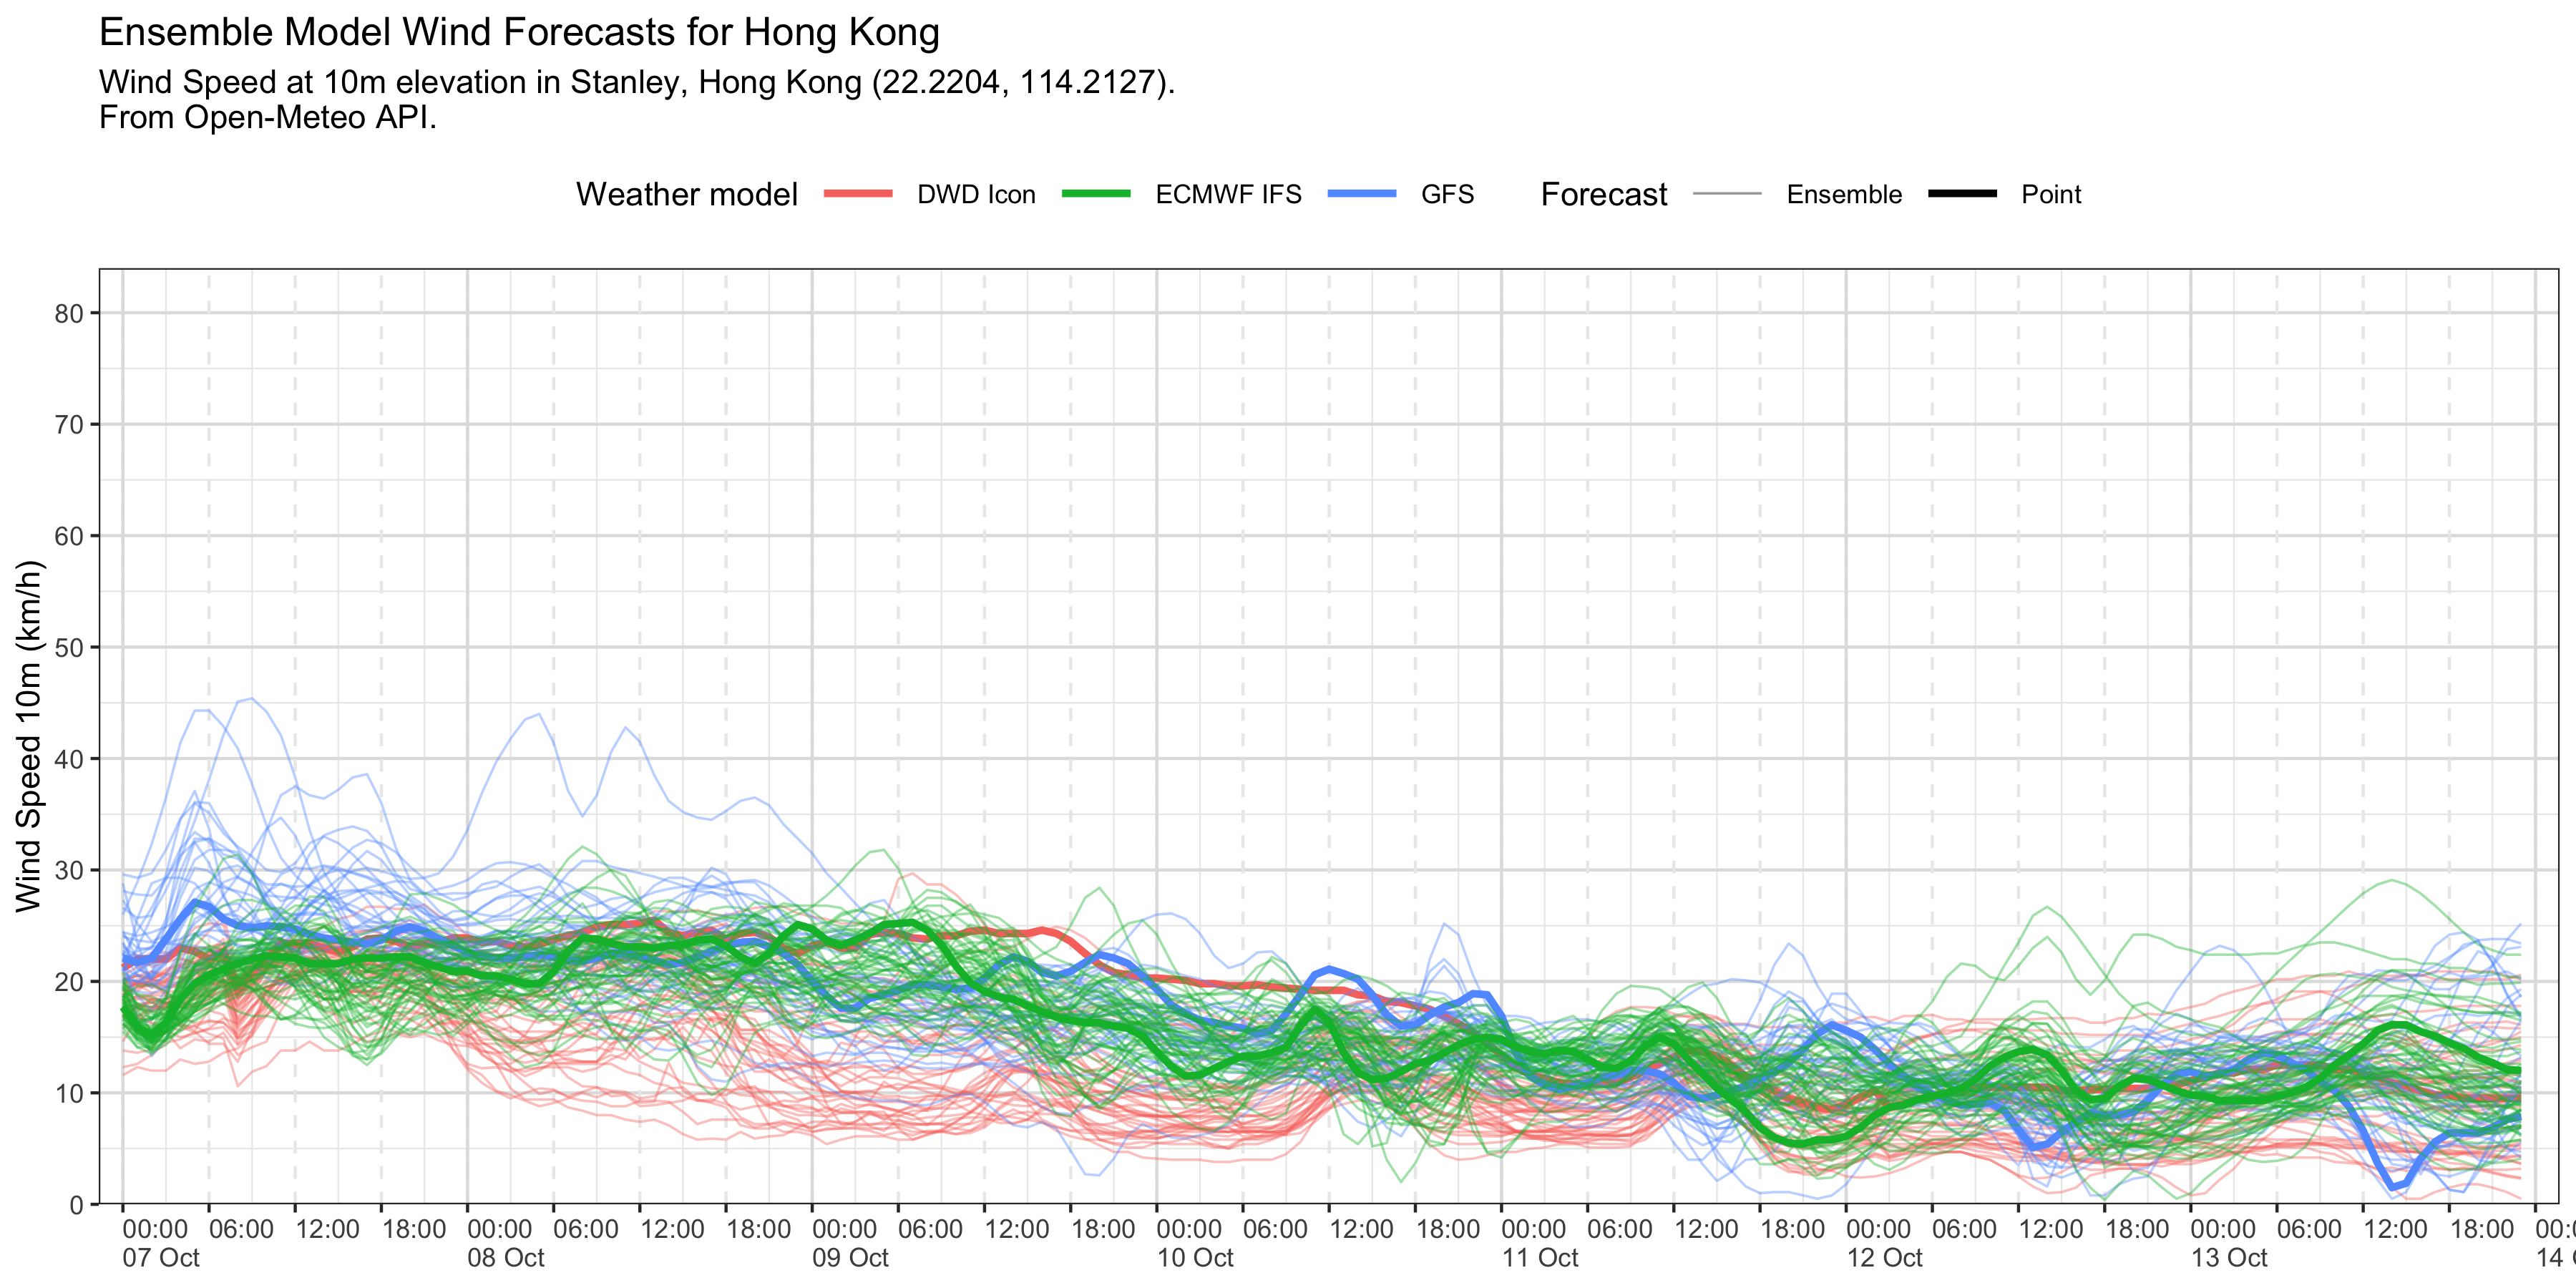 Ensemble Model Wind Forecasts for Hong Kong
Wind Speed at 10m elevation in Stanley, Hong Kong (22.2204, 114.2127).
From Open-Meteo API.
Weather model DWD Icon ECMWF IFS GFS Forecast Ensemble Point
Wind Speed 10m (km/h)
80
70
60
50
40
30
20
10
0
00:00 06:00 12:00 18:00 00:00 06:00 12:00 18:00 00:00 06:00 12:00 18:00 00:00 06:00 12:00 18:00 00:00 06:00 12:00 18:00 00:00 06:00 12:00 18:00 00:00 06:00 12:00 18:00
07 Oct 08 Oct 09 Oct 10 Oct 11 Oct 12 Oct 13 Oct 14